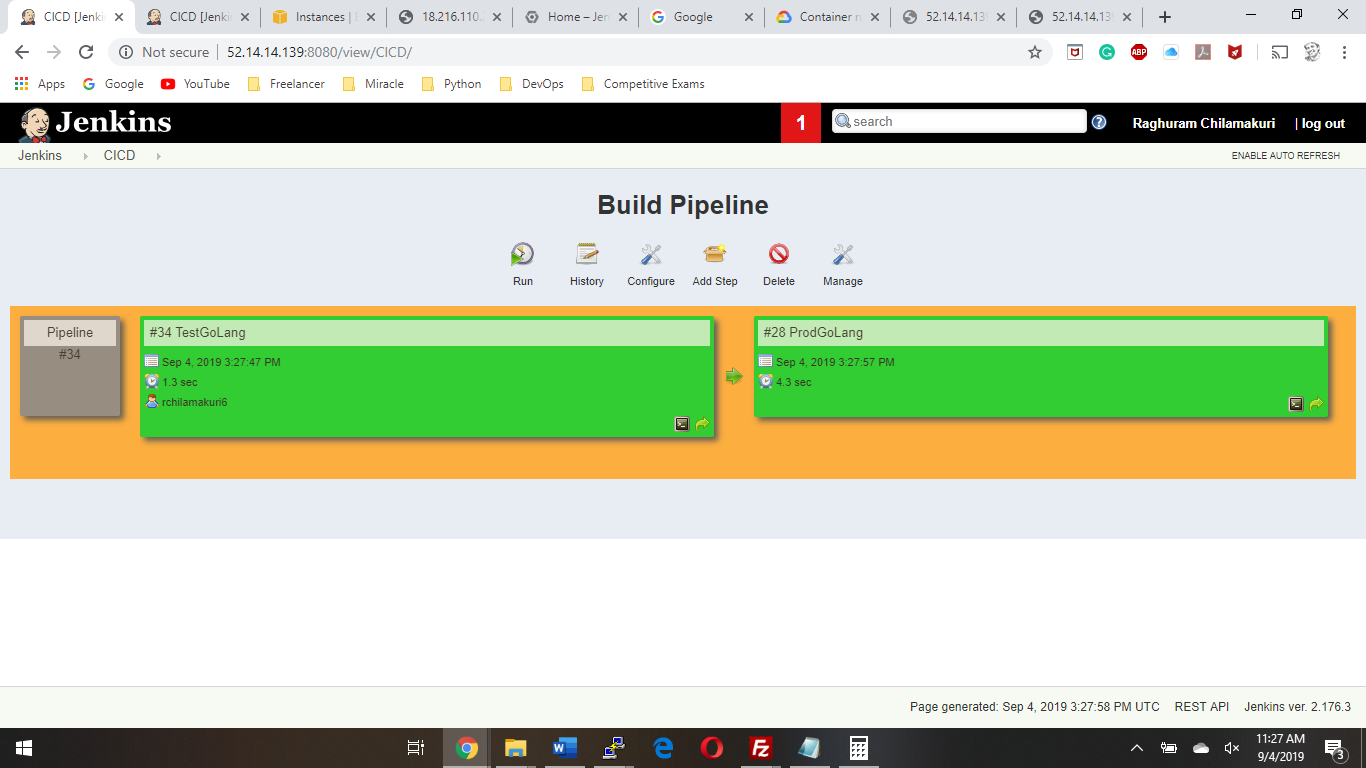 CICD [Jenki
CICD [Jenki
Instances |
18.216.110.
Home – Jen
Google
Container
52.14.14.13
52.14.14.13
Not secure | 52.14.14.139:8080/view/CICD/
Apps Google YouTube Freelancer Miracle Python DevOps Competitive Exams
Jenkins 1 search Raghuram Chilamakuri | log out
Jenkins CICD ENABLE AUTO REFRESH
Build Pipeline
Run History Configure Add Step Delete Manage
Pipeline
#34
#34 TestGoLang
Sep 4, 2019 3:27:47 PM
1.3 sec
rchilamakuri6
#28 ProdGoLang
Sep 4, 2019 3:27:57 PM
4.3 sec
Page generated: Sep 4, 2019 3:27:58 PM UTC REST API Jenkins ver. 2.176.3
11:27 AM
9/4/2019
3